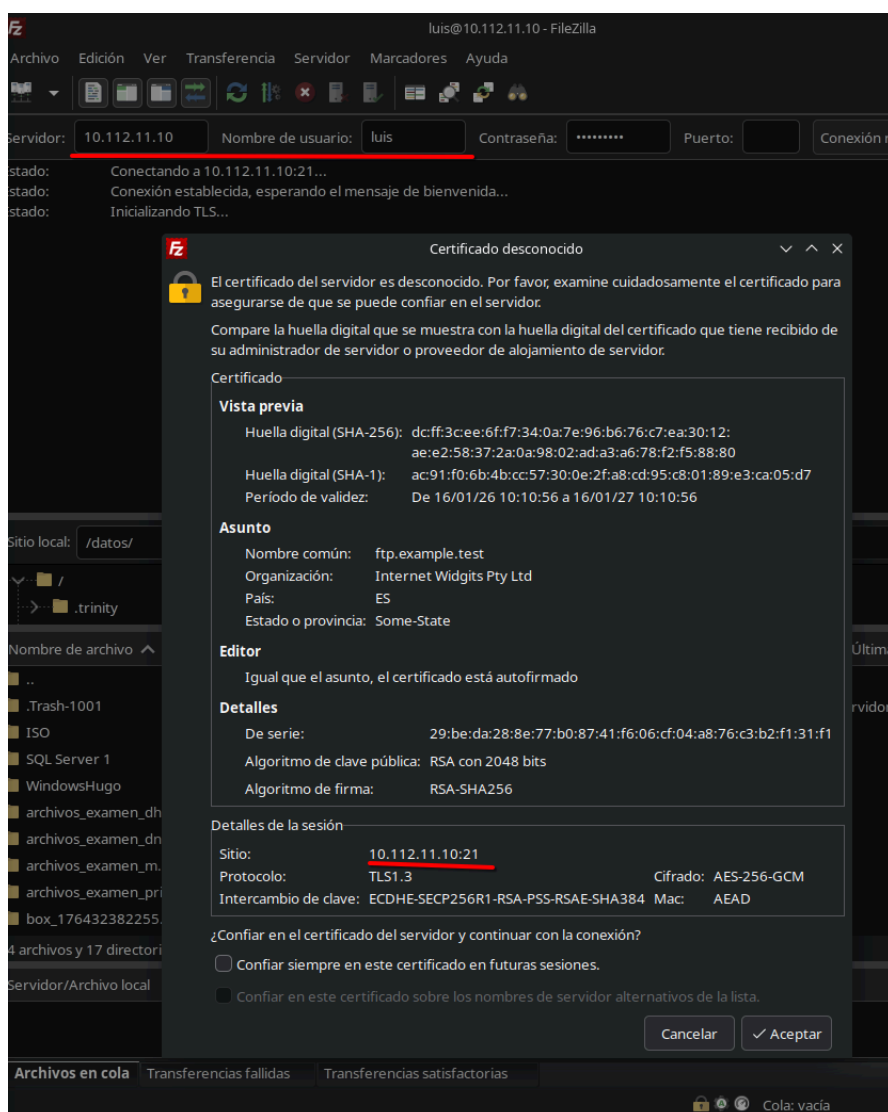 luis@10.112.11.10 - FileZilla
Archivo Edición Ver Transferencia Servidor Marcadores Ayuda
Servidor: 10.112.11.10 Nombre de usuario: luis Contraseña: ••••••••• Puerto: Conexión
Estado: Conectando a 10.112.11.10:21...
Estado: Conexión establecida, esperando el mensaje de bienvenida...
Estado: Inicializando TLS...
Certificado desconocido
El certificado del servidor es desconocido. Por favor, examine cuidadosamente el certificado para
asegurarse de que se puede confiar en el servidor.
Compare la huella digital que se muestra con la huella digital del certificado que tiene recibido de
su administrador de servidor o proveedor de alojamiento de servidor.
Certificado
Vista previa
Huella digital (SHA-256): dc:ff:3c:ee:6f:f7:34:0a:7e:96:b6:76:c7:ea:30:12:
ae:e2:58:37:2a:0a:98:02:ad:a3:a6:78:f2:f5:88:80
Huella digital (SHA-1): ac:91:f0:6b:4b:cc:57:30:0e:2f:a8:cd:95:c8:01:89:e3:ca:05:d7
Período de validez: De 16/01/26 10:10:56 a 16/01/27 10:10:56
Asunto
Nombre común: ftp.example.test
Organización: Internet Widgits Pty Ltd
País: ES
Estado o provincia: Some-State
Editor
Igual que el asunto, el certificado está autofirmado
Detalles
De serie: 29:be:da:28:8e:77:b0:87:41:f6:06:cf:04:a8:76:c3:b2:f1:31:f1
Algoritmo de clave pública: RSA con 2048 bits
Algoritmo de firma: RSA-SHA256
Detalles de la sesión
Sitio: 10.112.11.10:21
Protocolo: TLS1.3 Cifrado: AES-256-GCM
Intercambio de clave: ECDHE-SECP256R1-RSA-PSS-RSAE-SHA384 Mac: AEAD
¿Confiar en el certificado del servidor y continuar con la conexión?
Confiar siempre en este certificado en futuras sesiones.
Confiar en este certificado sobre los nombres de servidor alternativos de la lista.
Cancelar Aceptar
Sitio local: /datos/
/
.trinity
Nombre de archivo
..
.Trash-1001
ISO
SQL Server 1
WindowsHugo
archivos_examen_dh
archivos_examen_dn
archivos_examen_m.
archivos_examen_pri
box_176432382255.
4 archivos y 17 directori
Servidor/Archivo local
Archivos en cola Transferencias fallidas Transferencias satisfactorias
Cola: vacía